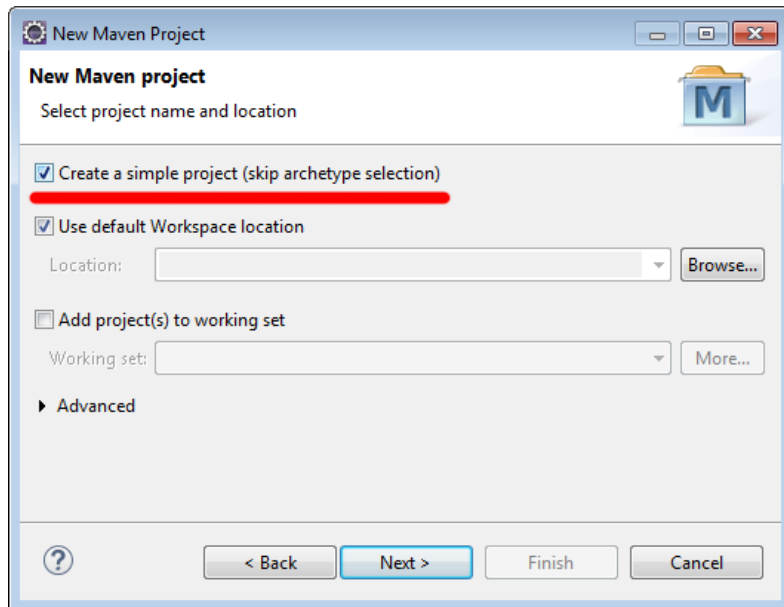 New Maven Project
New Maven project
Select project name and location
M
Create a simple project (skip archetype selection)
Use default Workspace location
Location:
Browse...
Add project(s) to working set
Working set:
More...
Advanced
?
< Back
Next >
Finish
Cancel